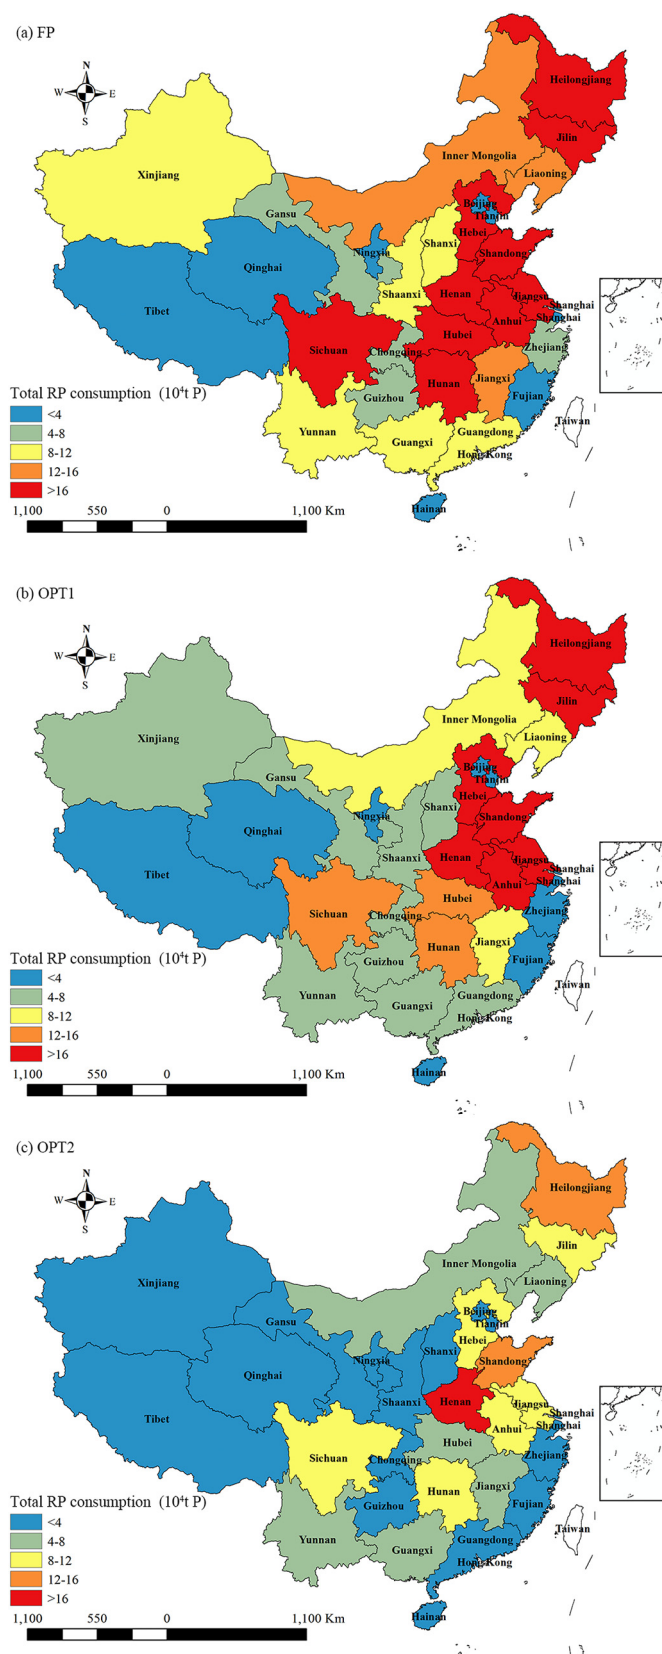 (a) FP
N
W E
S
Heilongjiang
Jilin
Inner Mongolia
Liaoning
Xinjiang
Beijing
Tianjin
Gansu
Hebei
Ningxia
Shanxi
Shandong
Qinghai
Shaanxi
Henan
Jiangsu
Shanghai
Tibet
Anhui
Shanghai
Hubei
Sichuan
Chongqing
Zhejiang
Hunan
Jiangxi
Guizhou
Fujian
Yunnan
Guangxi
Guangdong
Taiwan
Hong Kong
Hainan
Total RP consumption (10⁴t P)
<4
4-8
8-12
12-16
>16
1,100 550 0 1,100 Km
(b) OPT1
N
W E
S
Heilongjiang
Jilin
Inner Mongolia
Liaoning
Xinjiang
Beijing
Tianjin
Gansu
Hebei
Ningxia
Shanxi
Shandong
Qinghai
Shaanxi
Henan
Jiangsu
Shanghai
Tibet
Anhui
Shanghai
Hubei
Sichuan
Chongqing
Zhejiang
Hunan
Jiangxi
Guizhou
Fujian
Yunnan
Guangxi
Guangdong
Taiwan
Hong Kong
Hainan
Total RP consumption (10⁴t P)
<4
4-8
8-12
12-16
>16
1,100 550 0 1,100 Km
(c) OPT2
N
W E
S
Heilongjiang
Jilin
Inner Mongolia
Liaoning
Xinjiang
Beijing
Tianjin
Gansu
Hebei
Ningxia
Shanxi
Shandong
Qinghai
Shaanxi
Henan
Jiangsu
Shanghai
Tibet
Anhui
Shanghai
Hubei
Sichuan
Chongqing
Zhejiang
Hunan
Jiangxi
Guizhou
Fujian
Yunnan
Guangxi
Guangdong
Taiwan
Hong Kong
Hainan
Total RP consumption (10⁴t P)
<4
4-8
8-12
12-16
>16
1,100 550 0 1,100 Km